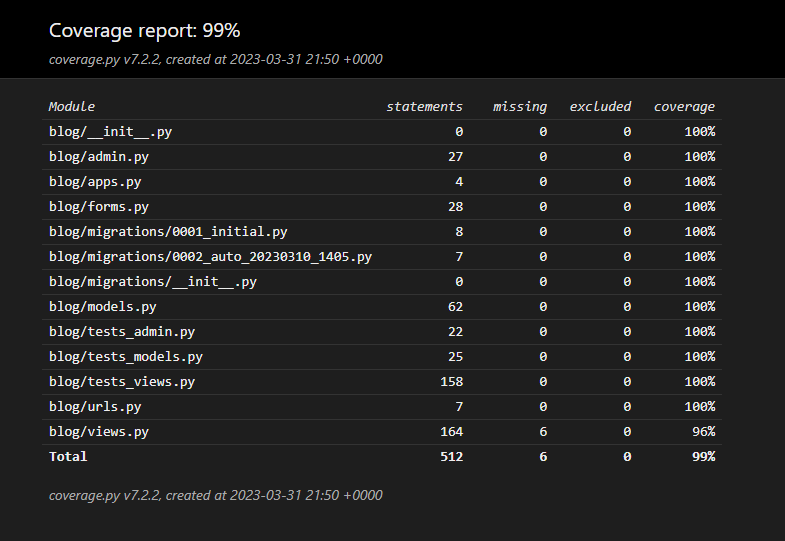 Coverage report: 99%
coverage.py v7.2.2, created at 2023-03-31 21:50 +0000
Module statements missing excluded coverage
blog/__init__.py 0 0 0 100%
blog/admin.py 27 0 0 100%
blog/apps.py 4 0 0 100%
blog/forms.py 28 0 0 100%
blog/migrations/0001_initial.py 8 0 0 100%
blog/migrations/0002_auto_20230310_1405.py 7 0 0 100%
blog/migrations/__init__.py 0 0 0 100%
blog/models.py 62 0 0 100%
blog/tests_admin.py 22 0 0 100%
blog/tests_models.py 25 0 0 100%
blog/tests_views.py 158 0 0 100%
blog/urls.py 7 0 0 100%
blog/views.py 164 6 0 96%
Total 512 6 0 99%
coverage.py v7.2.2, created at 2023-03-31 21:50 +0000